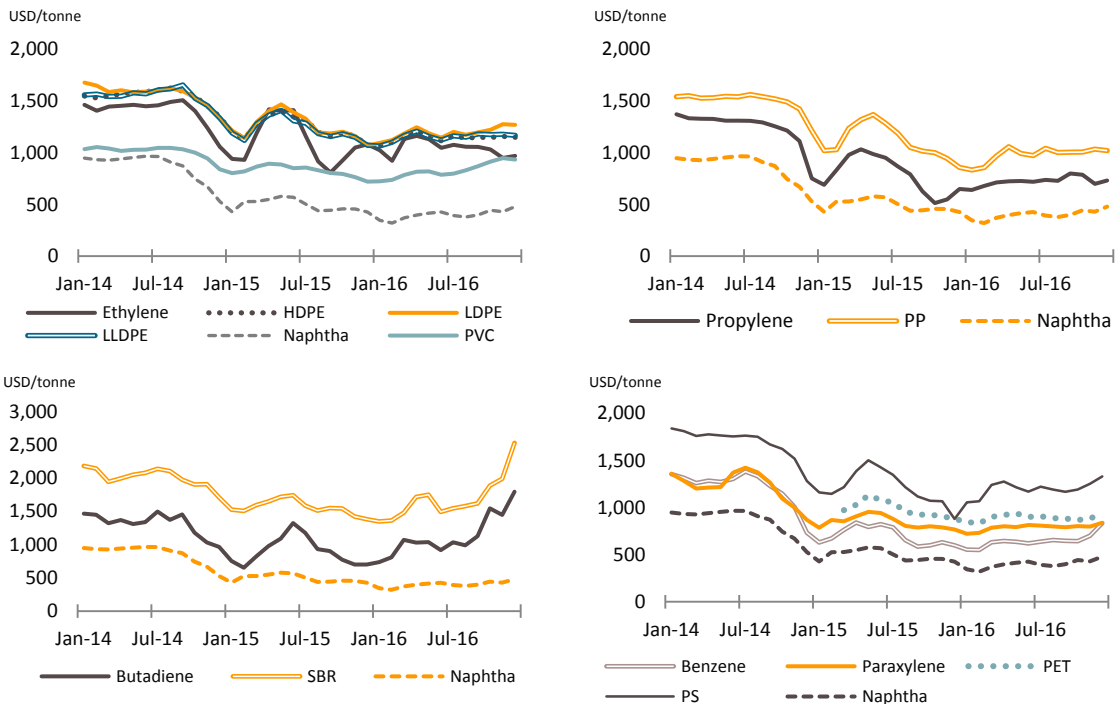 USD/tonne
2,000
1,500
1,000
500
0
Jan-14 Jul-14 Jan-15 Jul-15 Jan-16 Jul-16
Ethylene HDPE LDPE
LLDPE Naphtha PVC
USD/tonne
2,000
1,500
1,000
500
0
Jan-14 Jul-14 Jan-15 Jul-15 Jan-16 Jul-16
Propylene PP Naphtha
USD/tonne
3,000
2,500
2,000
1,500
1,000
500
0
Jan-14 Jul-14 Jan-15 Jul-15 Jan-16 Jul-16
Butadiene SBR Naphtha
USD/tonne
2,000
1,500
1,000
500
0
Jan-14 Jul-14 Jan-15 Jul-15 Jan-16 Jul-16
Benzene Paraxylene PET
PS Naphtha